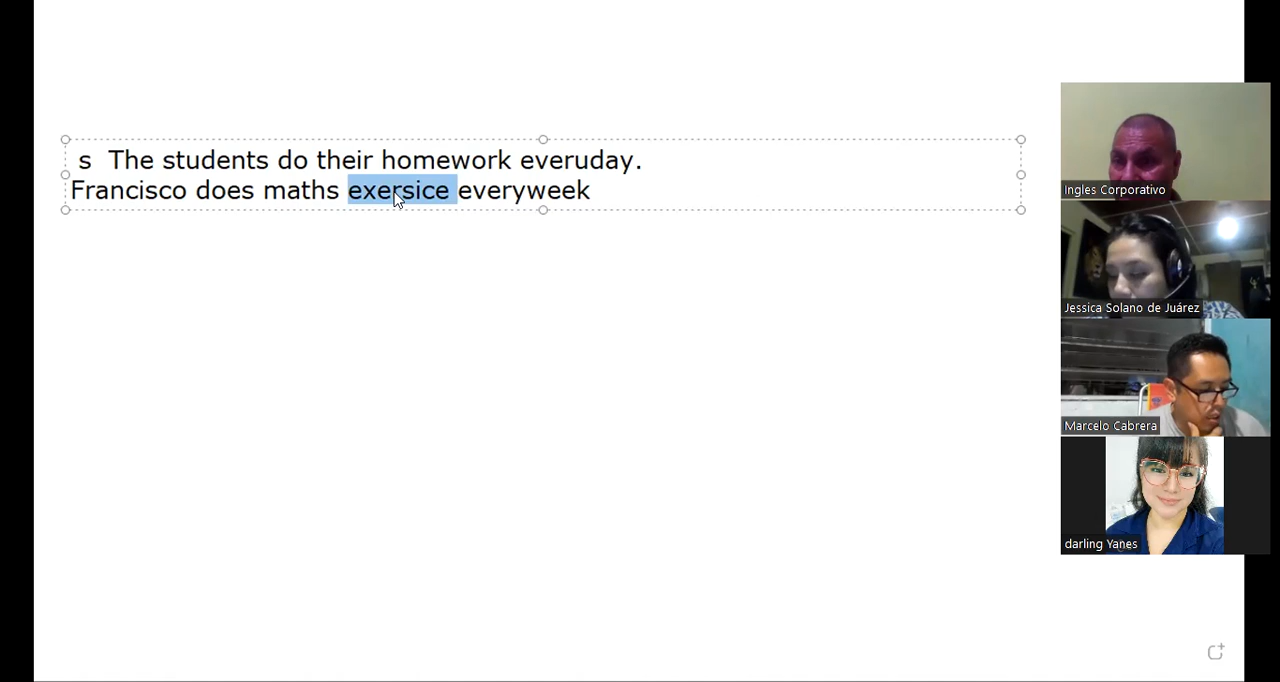 s The students do their homework everuday.
Francisco does maths exersice everyweek
Ingles Corporativo
Jessica Solano de Juárez
Marcelo Cabrera
darling Yanes